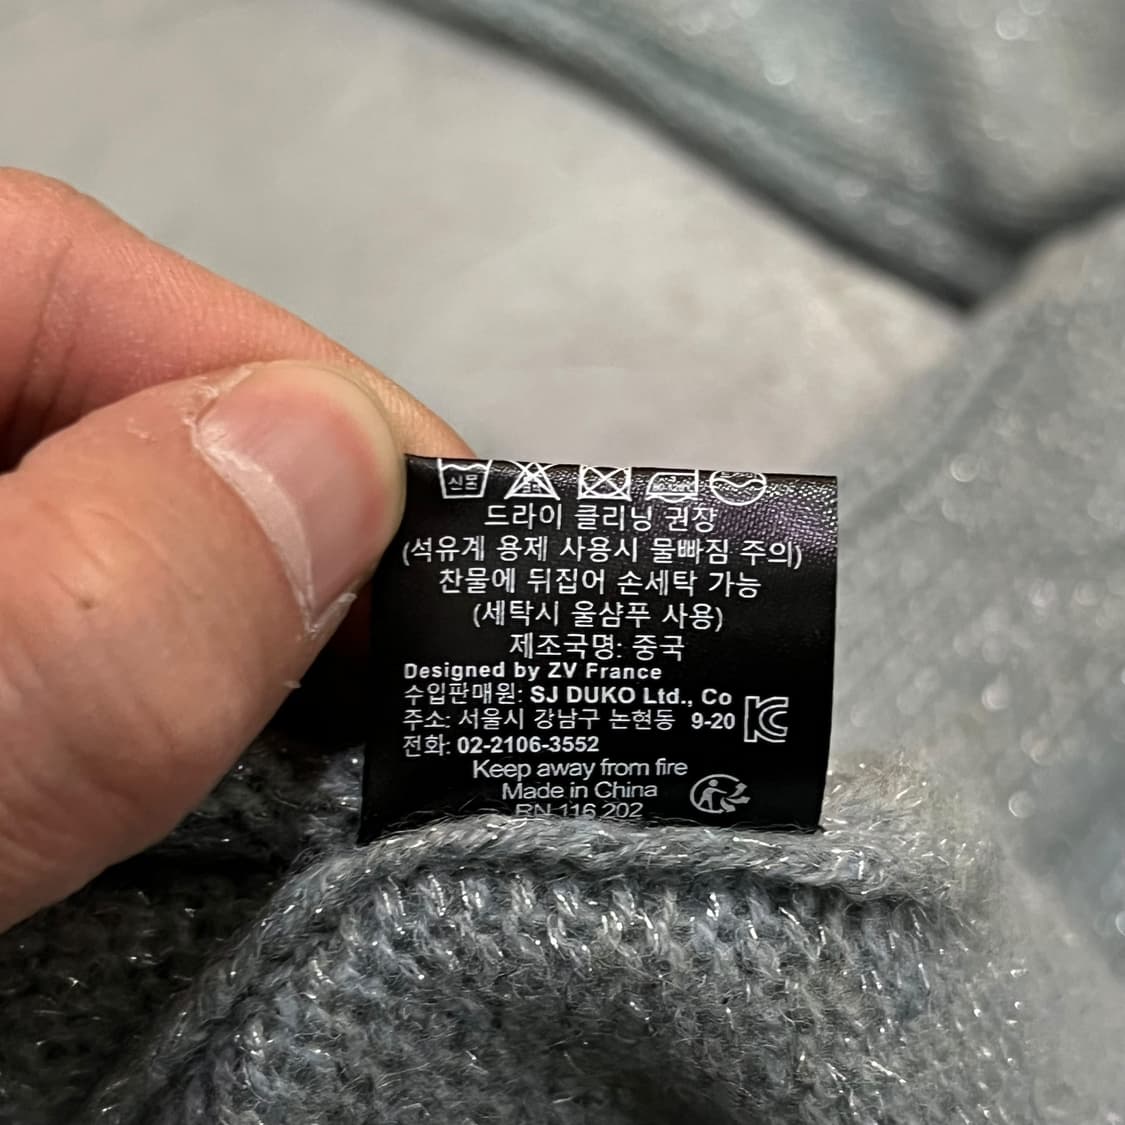 드라이 클리닝 권장
(석유계 용제 사용시 물빠짐 주의)
찬물에 뒤집어 손세탁 가능
(세탁시 울샴푸 사용)
제조국명: 중국
Designed by ZV France
수입판매원: SJ DUKO Ltd., Co
주소: 서울시 강남구 논현동 9-20
전화: 02-2106-3552
Keep away from fire
Made in China
RN 116 202